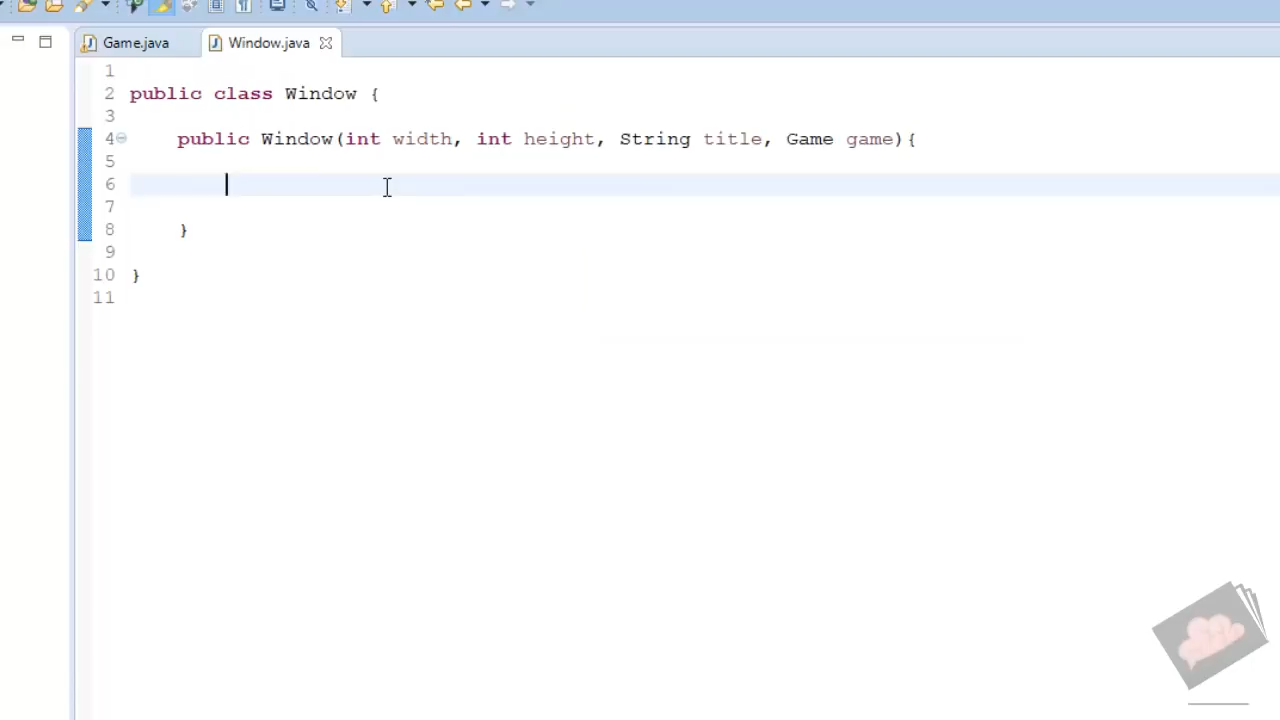 Game.java
Window.java
1
2 public class Window {
3
4 public Window(int width, int height, String title, Game game){
5
6
7
8 }
9
10 }
11